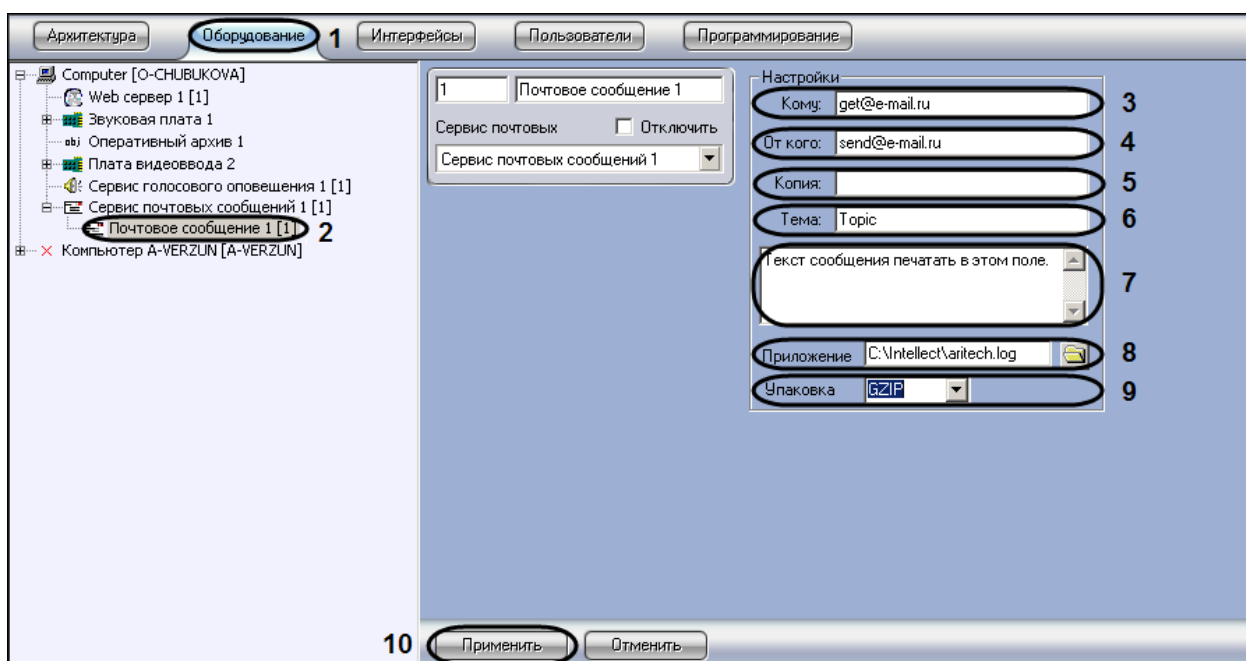 Архитектура Оборудование 1 Интерфейсы Пользователи Программирование
Computer [O-CHUBUKOVA]
Web сервер 1 [1]
Звуковая плата 1
obj Оперативный архив 1
Плата видеоввода 2
Сервис голосового оповещения 1 [1]
Сервис почтовых сообщений 1 [1]
Почтовое сообщение 1 [1] 2
Компьютер A-VERZUN [A-VERZUN]
1 Почтовое сообщение 1
Сервис почтовых Отключить
Сервис почтовых сообщений 1
Настройки
Кому: get@e-mail.ru 3
От кого: send@e-mail.ru 4
Копия: 5
Тема: Topic 6
Текст сообщения печатать в этом поле. 7
Приложение C:\Intellect\aritech.log 8
Упаковка GZIP 9
10 Применить Отменить